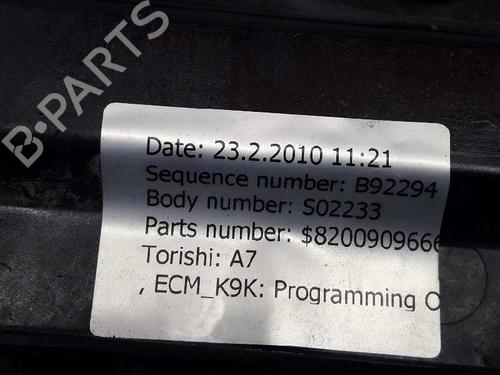 B-PARTS
Date: 23.2.2010 11:21
Sequence number: B92294
Body number: S02233
Parts number: $8200909666
Torishi: A7
, ECM_K9K: Programming O